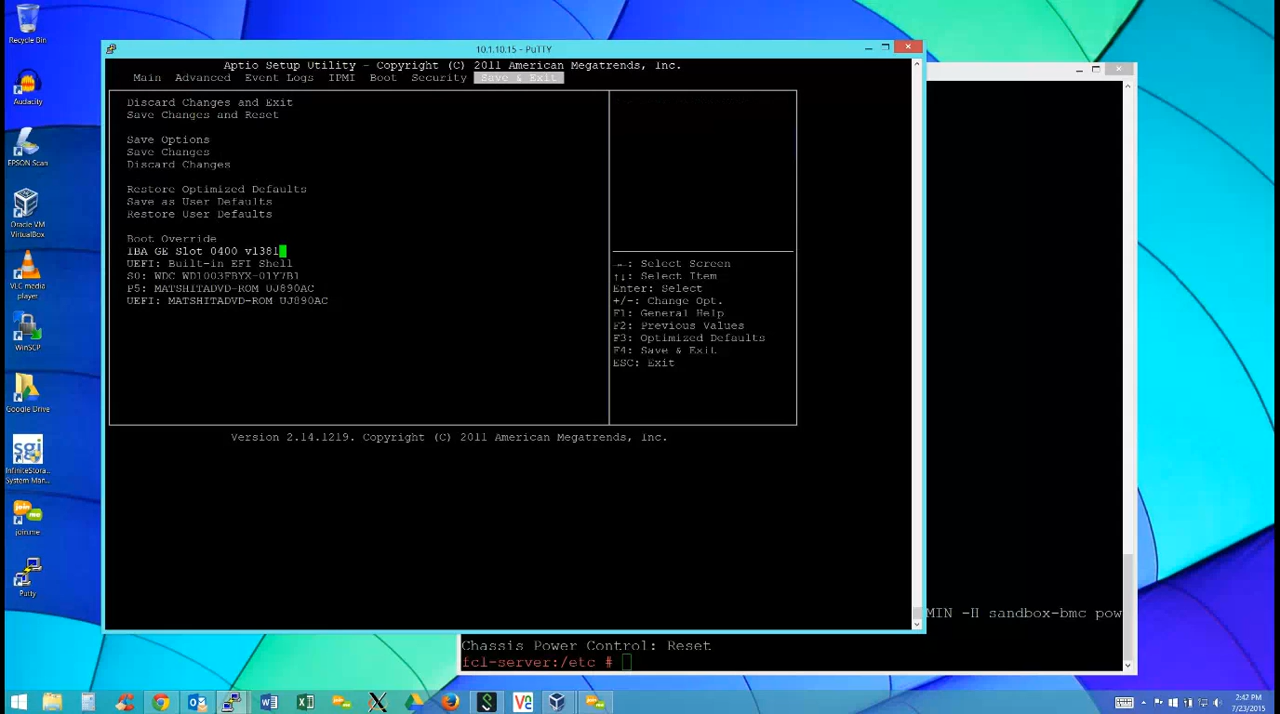 Recycle Bin
Audacity
EPSON Scan
Oracle VM
VirtualBox
VLC media
player
WinSCP
Google Drive
sgi
InfiniteStora...
System Man...
join.me
Putty
10.1.10.15 - PuTTY
Aptio Setup Utility - Copyright (C) 2011 American Megatrends, Inc.
Main Advanced Event Logs IPMI Boot Security Save & Exit
Discard Changes and Exit
Save Changes and Reset
Save Options
Save Changes
Discard Changes
Restore Optimized Defaults
Save as User Defaults
Restore User Defaults
Boot Override
IBA GE Slot 0400 v1381
UEFI: Built-in EFI Shell
S0: WDC WD1003FBYX-01Y7B1
P5: MATSHITADVD-ROM UJ890AC
UEFI: MATSHITADVD-ROM UJ890AC
→←: Select Screen
↑↓: Select Item
Enter: Select
+/-: Change Opt.
F1: General Help
F2: Previous Values
F3: Optimized Defaults
F4: Save & Exit
ESC: Exit
Version 2.14.1219. Copyright (C) 2011 American Megatrends, Inc.
MIN -H sandbox-bmc pow
Chassis Power Control: Reset
fcl-server:/etc #
2:42 PM
7/23/2015